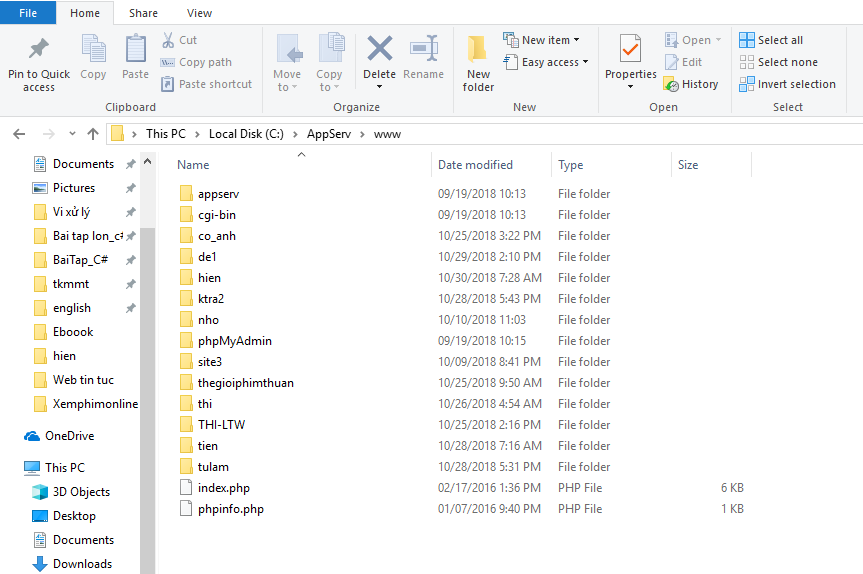 File Home Share View
Pin to Quick access
Copy
Paste
Cut
Copy path
Paste shortcut
Clipboard
Move to
Copy to
Delete
Rename
Organize
New folder
New item
Easy access
New
Properties
Open
Edit
History
Open
Select all
Select none
Invert selection
Select
This PC > Local Disk (C:) > AppServ > www
Documents
Pictures
Vi xử lý
Bai tap lon_c#
BaiTap_C#
tkmmt
english
Eboook
hien
Web tin tuc
Xemphimonline
OneDrive
This PC
3D Objects
Desktop
Documents
Downloads
Name Date modified Type Size
appserv 09/19/2018 10:13 File folder
cgi-bin 09/19/2018 10:13 File folder
co_anh 10/25/2018 3:22 PM File folder
de1 10/29/2018 2:10 PM File folder
hien 10/30/2018 7:28 AM File folder
ktra2 10/28/2018 5:43 PM File folder
nho 10/10/2018 11:03 File folder
phpMyAdmin 09/19/2018 10:15 File folder
site3 10/09/2018 8:41 PM File folder
thegioiphimthuan 10/25/2018 9:50 AM File folder
thi 10/26/2018 4:54 AM File folder
THI-LTW 10/25/2018 2:16 PM File folder
tien 10/28/2018 7:16 AM File folder
tulam 10/28/2018 5:31 PM File folder
index.php 02/17/2016 1:36 PM PHP File 6 KB
phpinfo.php 01/07/2016 9:40 PM PHP File 1 KB